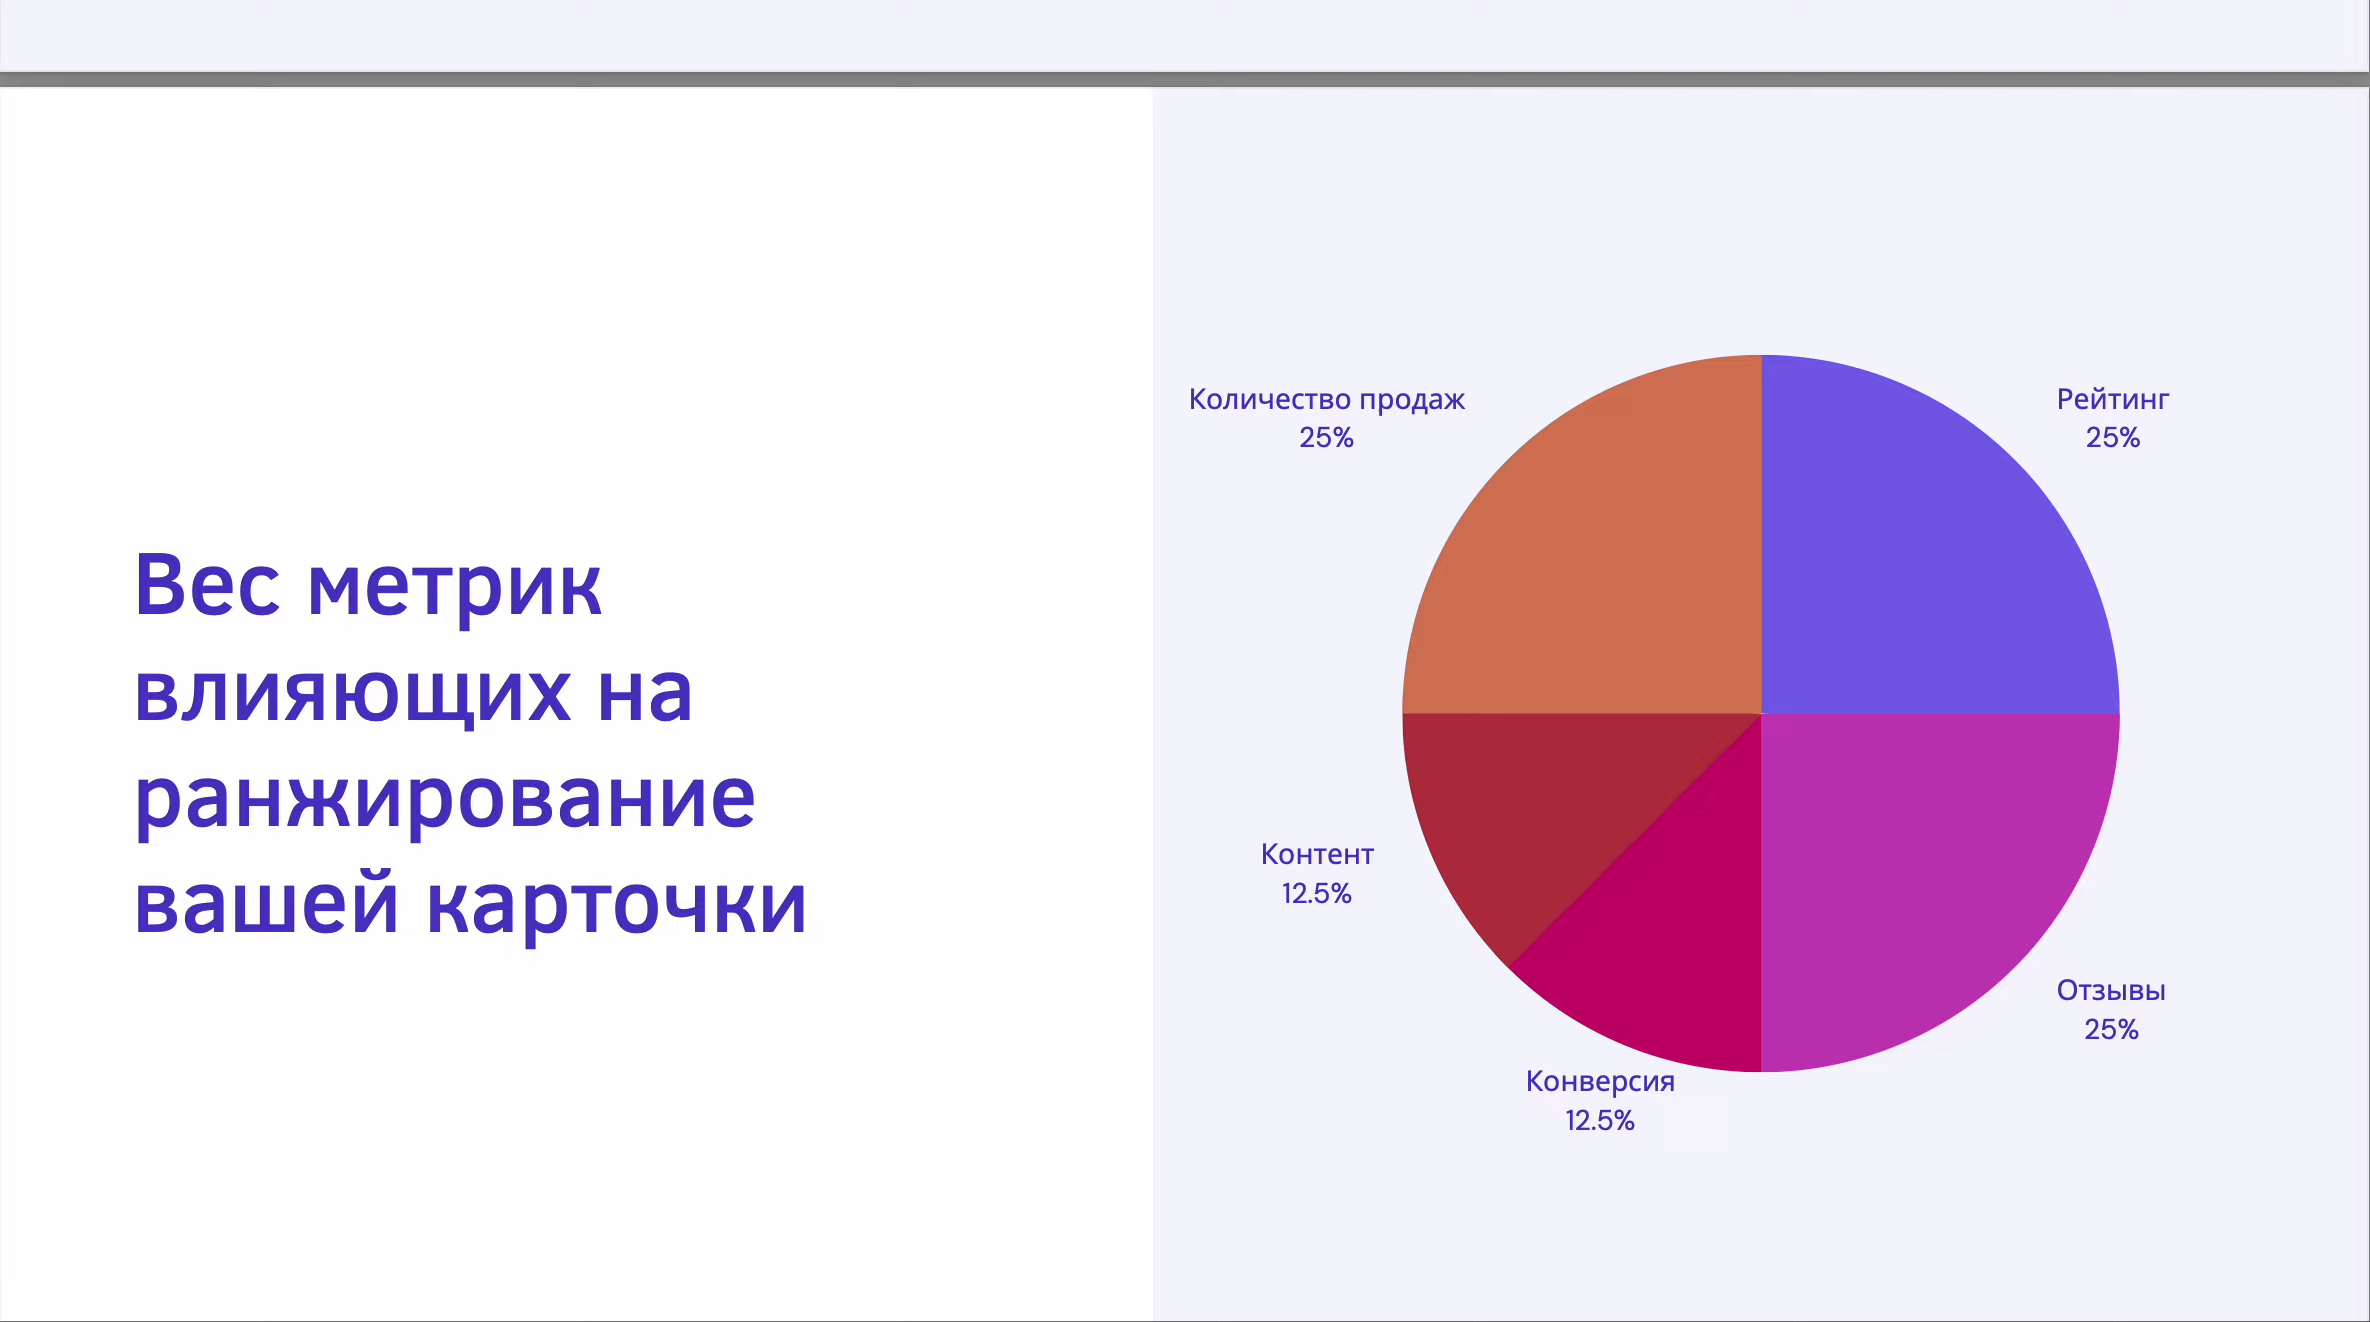 Вес метрик
влияющих на
ранжирование
вашей карточки
Количество продаж
25%
Рейтинг
25%
Контент
12.5%
Отзывы
25%
Конверсия
12.5%